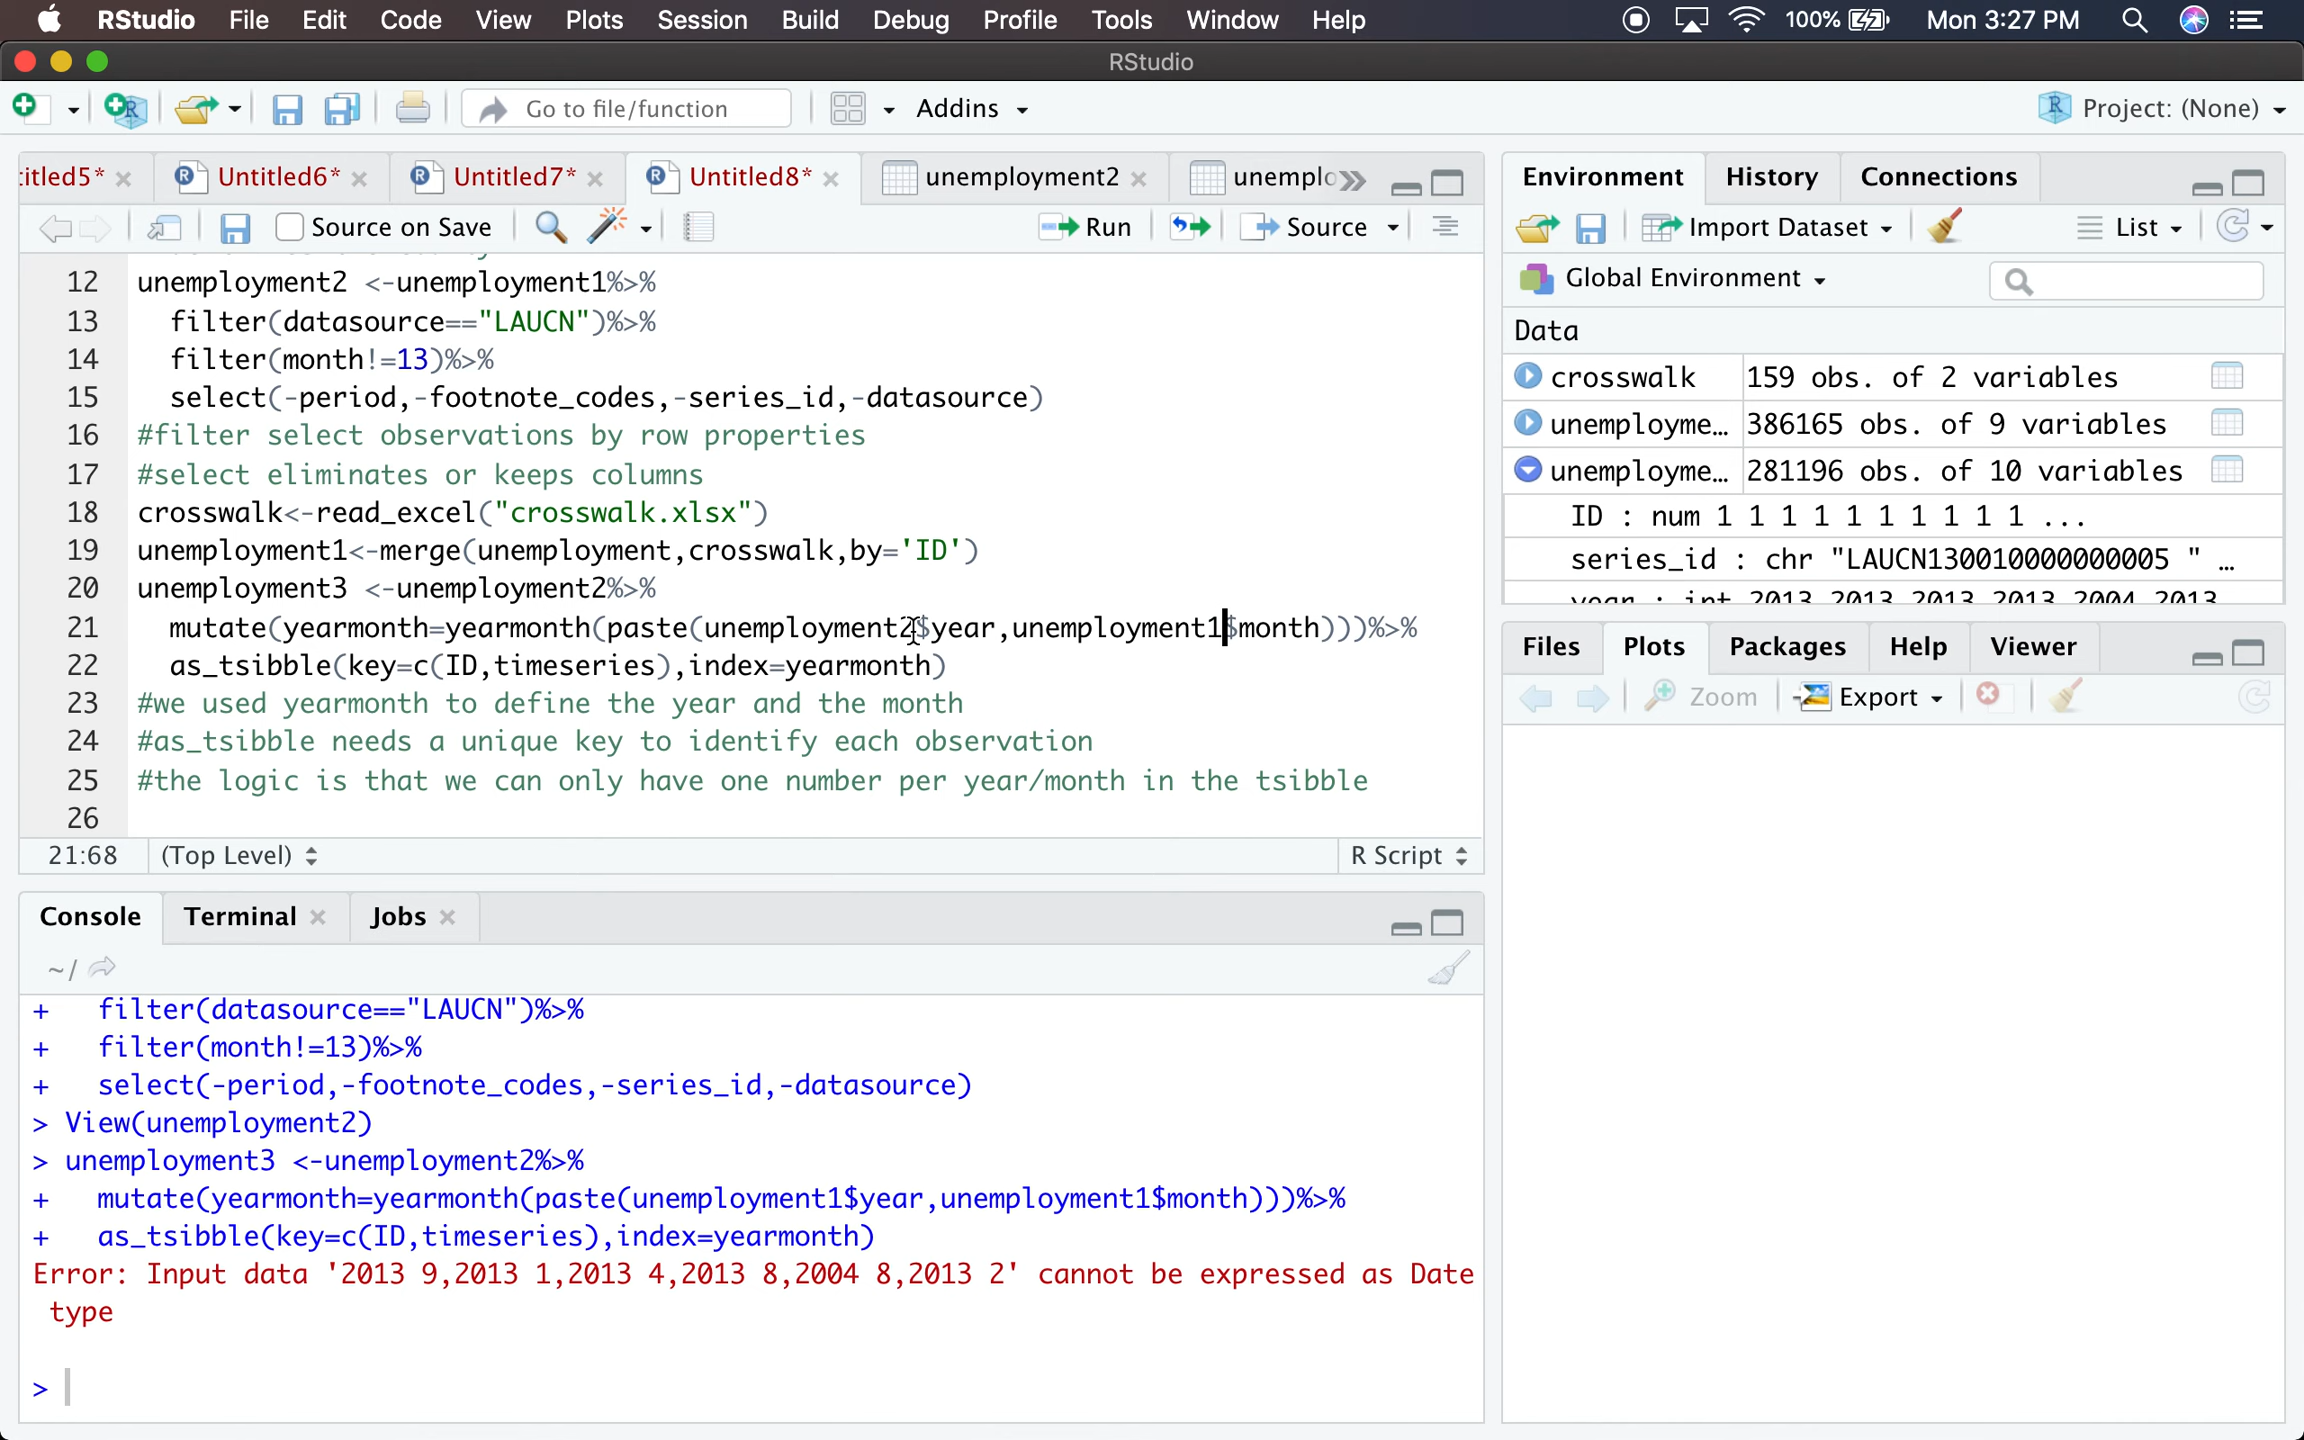 RStudio File Edit Code View Plots Session Build Debug Profile Tools Window Help 100% Mon 3:27 PM
RStudio
Go to file/function Addins Project: (None)
itled5* Untitled6* Untitled7* Untitled8* unemployment2 unemplo
Source on Save Run Source
12 unemployment2 <-unemployment1%>%
13 filter(datasource=="LAUCN")%>%
14 filter(month!=13)%>%
15 select(-period,-footnote_codes,-series_id,-datasource)
16 #filter select observations by row properties
17 #select eliminates or keeps columns
18 crosswalk<-read_excel("crosswalk.xlsx")
19 unemployment1<-merge(unemployment,crosswalk,by='ID')
20 unemployment3 <-unemployment2%>%
21 mutate(yearmonth=yearmonth(paste(unemployment2$year,unemployment1$month)))%>%
22 as_tsibble(key=c(ID,timeseries),index=yearmonth)
23 #we used yearmonth to define the year and the month
24 #as_tsibble needs a unique key to identify each observation
25 #the logic is that we can only have one number per year/month in the tsibble
26
21:68 (Top Level) R Script
Console Terminal Jobs
~/
+ filter(datasource=="LAUCN")%>%
+ filter(month!=13)%>%
+ select(-period,-footnote_codes,-series_id,-datasource)
> View(unemployment2)
> unemployment3 <-unemployment2%>%
+ mutate(yearmonth=yearmonth(paste(unemployment1$year,unemployment1$month)))%>%
+ as_tsibble(key=c(ID,timeseries),index=yearmonth)
Error: Input data '2013 9,2013 1,2013 4,2013 8,2004 8,2013 2' cannot be expressed as Date
type
>
Environment History Connections
Import Dataset List
Global Environment
Data
crosswalk 159 obs. of 2 variables
unemployme… 386165 obs. of 9 variables
unemployme… 281196 obs. of 10 variables
ID : num 1 1 1 1 1 1 1 1 1 1 ...
series_id : chr "LAUCN130010000000005 " …
year : int 2013 2013 2013 2013 2004 2013
Files Plots Packages Help Viewer
Zoom Export